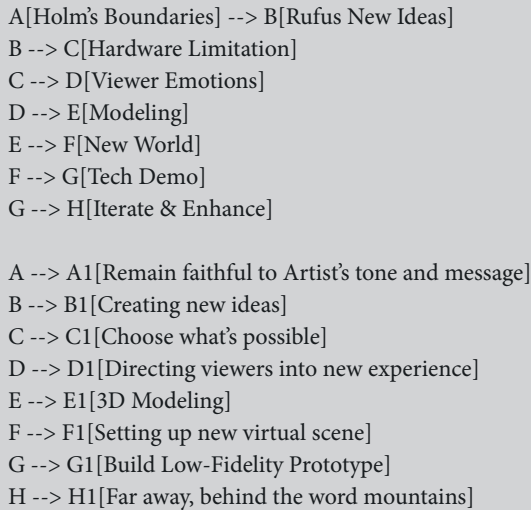 A[Holm’s Boundaries] --> B[Rufus New Ideas]
B --> C[Hardware Limitation]
C --> D[Viewer Emotions]
D --> E[Modeling]
E --> F[New World]
F --> G[Tech Demo]
G --> H[Iterate & Enhance]
A --> A1[Remain faithful to Artist’s tone and message]
B --> B1[Creating new ideas]
C --> C1[Choose what’s possible]
D --> D1[Directing viewers into new experience]
E --> E1[3D Modeling]
F --> F1[Setting up new virtual scene]
G --> G1[Build Low-Fidelity Prototype]
H --> H1[Far away, behind the word mountains]